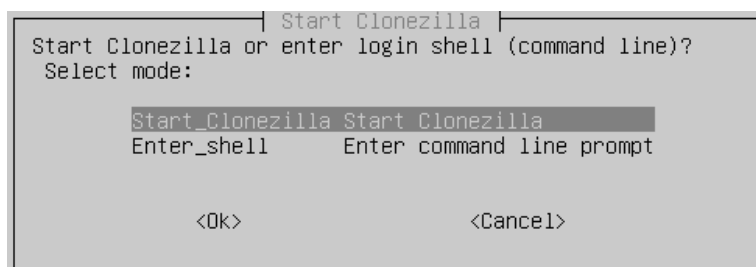 Start Clonezilla
Start Clonezilla or enter login shell (command line)?
Select mode:
Start_Clonezilla Start Clonezilla
Enter_shell Enter command line prompt
<Ok> <Cancel>